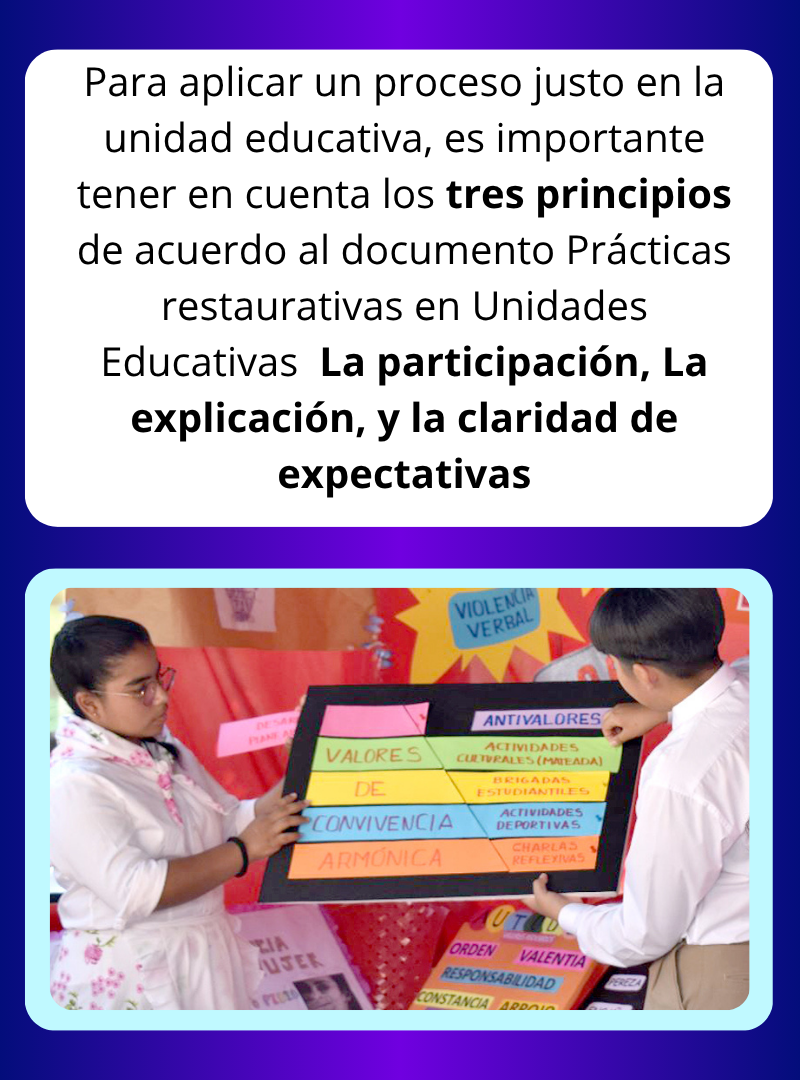 Para aplicar un proceso justo en la
unidad educativa, es importante
tener en cuenta los tres principios
de acuerdo al documento Prácticas
restaurativas en Unidades
Educativas La participación, La
explicación, y la claridad de
expectativas
VIOLENCIA
VERBAL
ANTIVALORES
VALORES
ACTIVIDADES
CULTURALES (MATEADA)
DE
BRIGADAS
ESTUDIANTILES
CONVIVENCIA
ACTIVIDADES
DEPORTIVAS
ARMÓNICA
CHARLAS
REFLEXIVAS
ORDEN
VALENTIA
RESPONSABILIDAD
CONSTANCIA
PEREZA